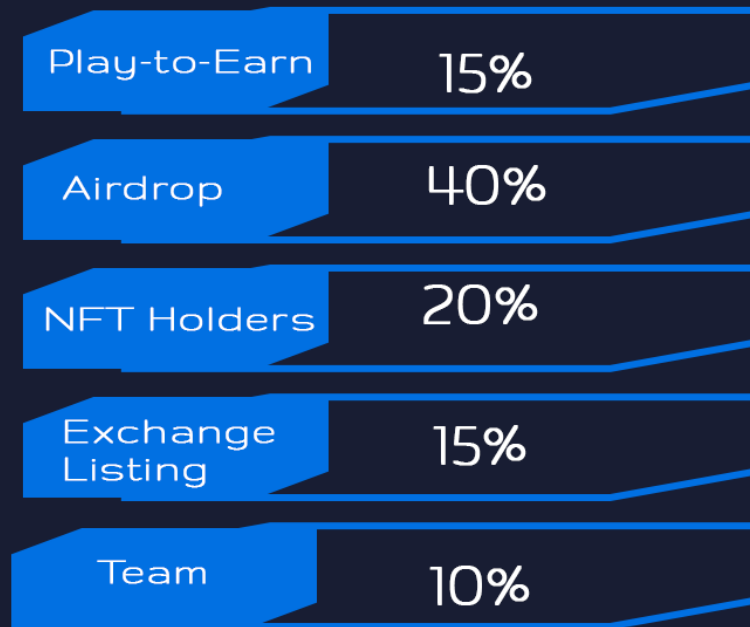 Play-to-Earn 15%
Airdrop 40%
NFT Holders 20%
Exchange
Listing 15%
Team 10%